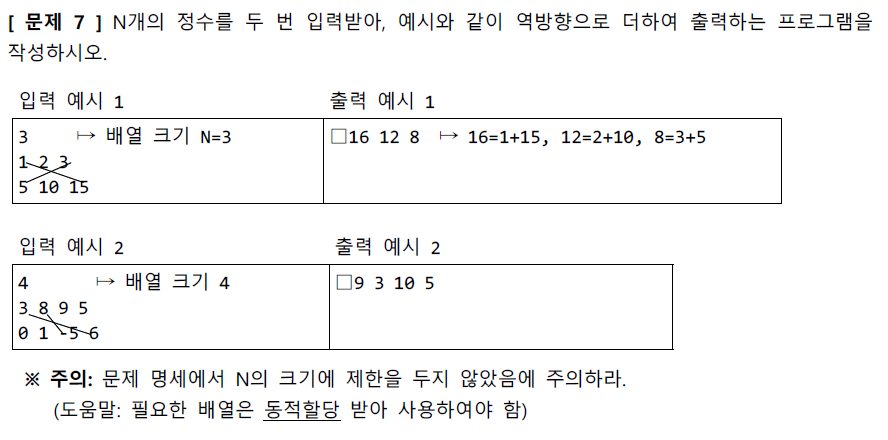 [ 문제 7 ] N개의 정수를 두 번 입력받아, 예시와 같이 역방향으로 더하여 출력하는 프로그램을
작성하시오.
입력 예시 1 출력 예시 1
3 ↦ 배열 크기 N=3 □16 12 8 ↦ 16=1+15, 12=2+10, 8=3+5
1 2 3
5 10 15
입력 예시 2 출력 예시 2
4 ↦ 배열 크기 4 □9 3 10 5
3 8 9 5
0 1 -5 6
※ 주의: 문제 명세에서 N의 크기에 제한을 두지 않았음에 주의하라.
(도움말: 필요한 배열은 동적할당 받아 사용하여야 함)